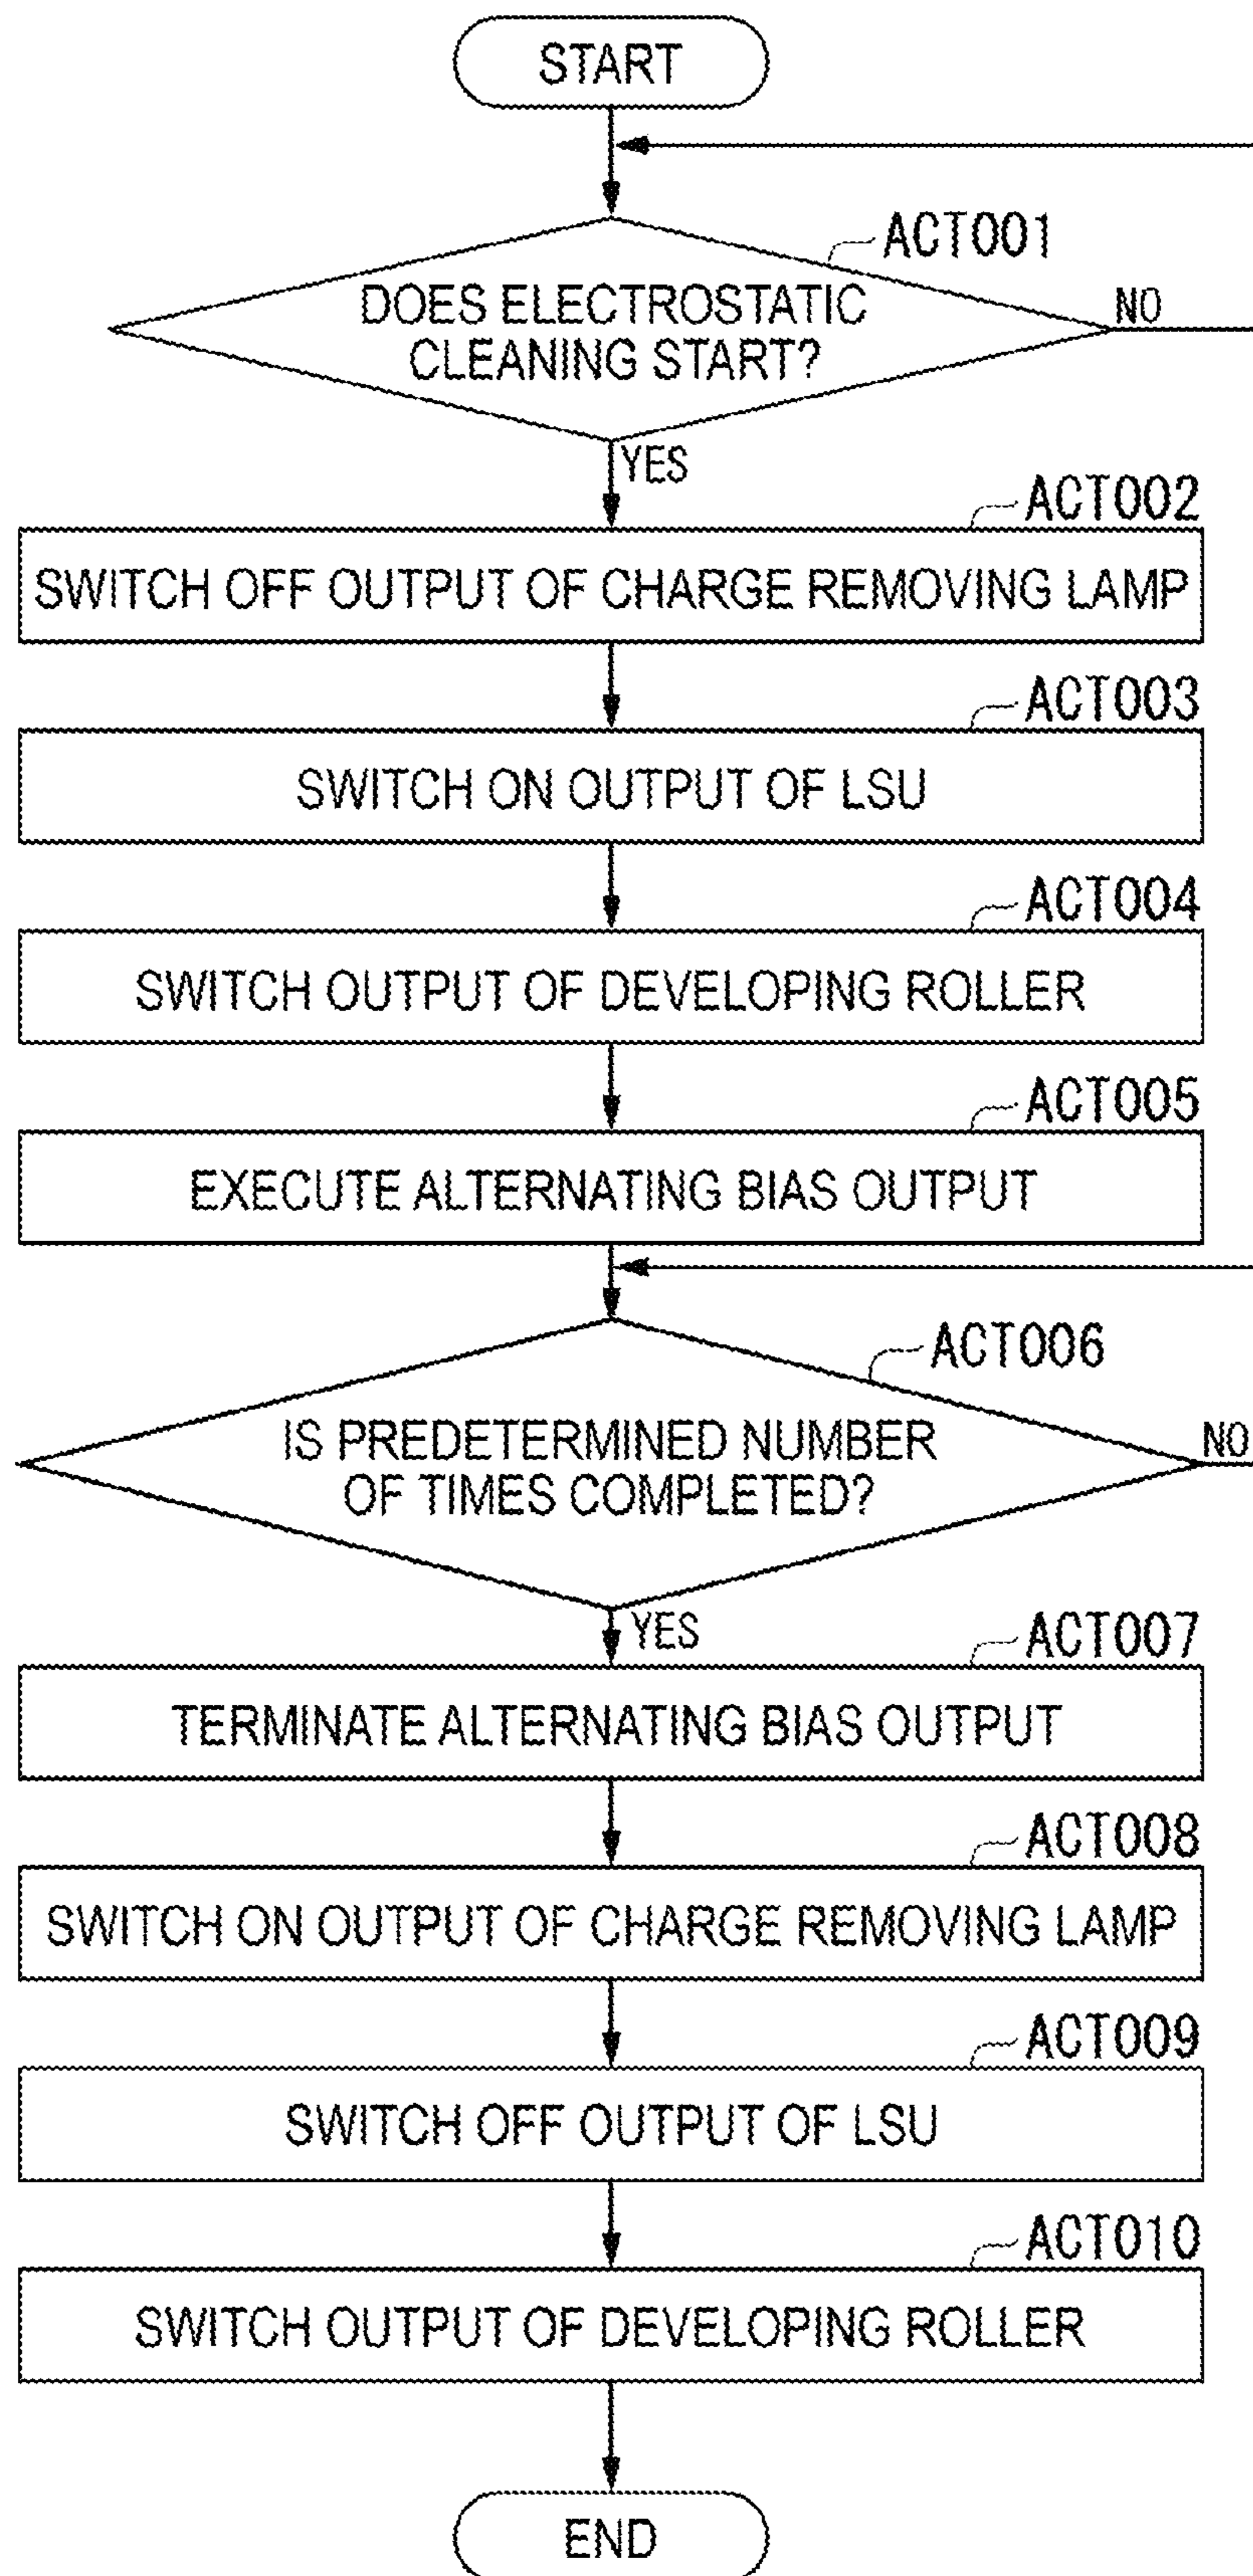 START
ACT001
DOES ELECTROSTATIC
CLEANING START?
NO
YES
ACT002
SWITCH OFF OUTPUT OF CHARGE REMOVING LAMP
ACT003
SWITCH ON OUTPUT OF LSU
ACT004
SWITCH OUTPUT OF DEVELOPING ROLLER
ACT005
EXECUTE ALTERNATING BIAS OUTPUT
ACT006
IS PREDETERMINED NUMBER
OF TIMES COMPLETED?
NO
YES
ACT007
TERMINATE ALTERNATING BIAS OUTPUT
ACT008
SWITCH ON OUTPUT OF CHARGE REMOVING LAMP
ACT009
SWITCH OFF OUTPUT OF LSU
ACT010
SWITCH OUTPUT OF DEVELOPING ROLLER
END